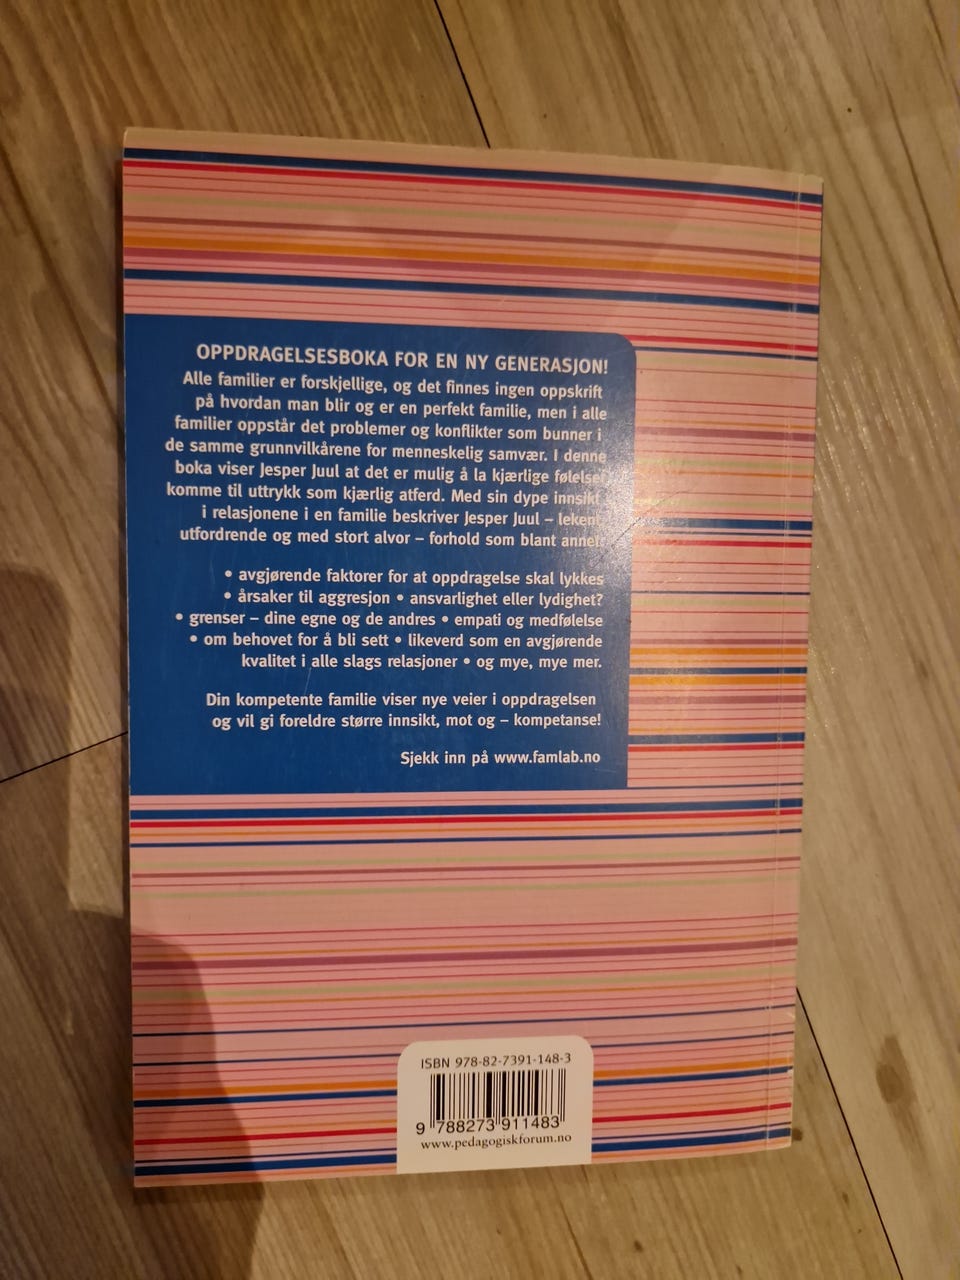 OPPDRAGELSESBOKA FOR EN NY GENERASJON!
Alle familier er forskjellige, og det finnes ingen oppskrift
på hvordan man blir og er en perfekt familie, men i alle
familier oppstår det problemer og konflikter som bunner i
de samme grunnvilkårene for menneskelig samvær. I denne
boka viser Jesper Juul at det er mulig å la kjærlige følelser
komme til uttrykk som kjærlig atferd. Med sin dype innsikt
i relasjonene i en familie beskriver Jesper Juul – lekent,
utfordrende og med stort alvor – forhold som blant annet:
• avgjørende faktorer for at oppdragelse skal lykkes
• årsaker til aggresjon • ansvarlighet eller lydighet?
• grenser – dine egne og de andres • empati og medfølelse
• om behovet for å bli sett • likeverd som en avgjørende
kvalitet i alle slags relasjoner • og mye, mye mer.
Din kompetente familie viser nye veier i oppdragelsen
og vil gi foreldre større innsikt, mot og – kompetanse!
Sjekk inn på www.famlab.no
ISBN 978-82-7391-148-3
9 788273 911483
www.pedagogiskforum.no